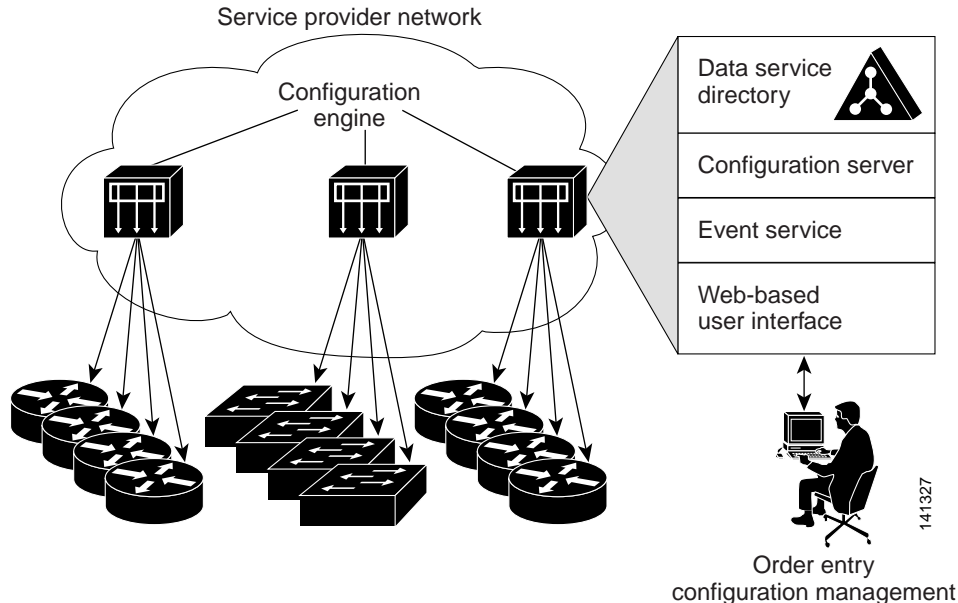 Service provider network
Configuration
engine
Data service
directory
Configuration server
Event service
Web-based
user interface
141327
Order entry
configuration management